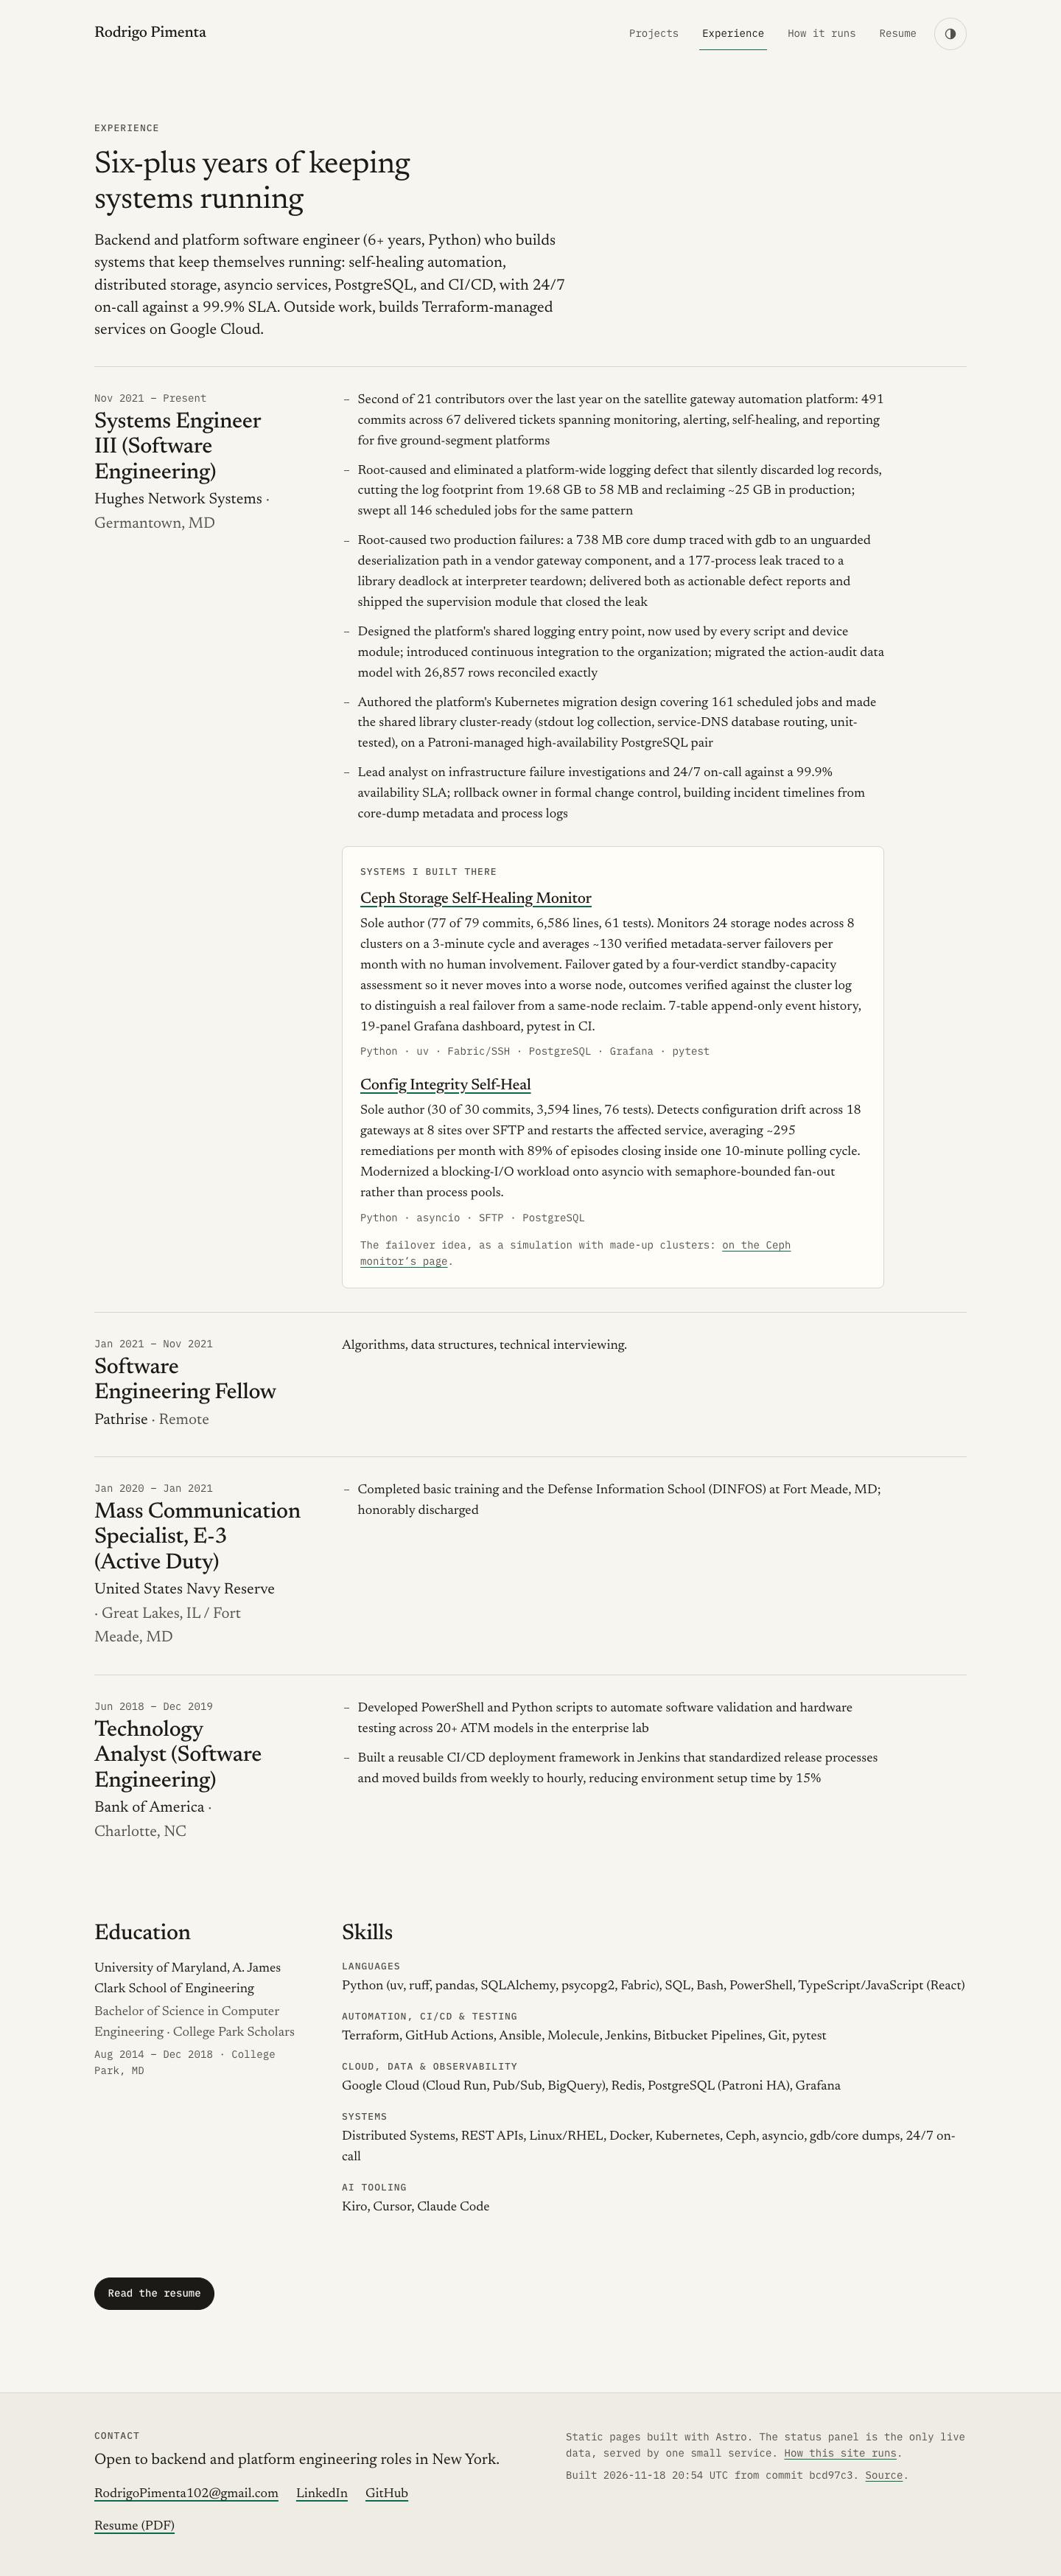 Rodrigo Pimenta
Projects
Experience
How it runs
Resume
EXPERIENCE
Six-plus years of keeping
systems running
Backend and platform software engineer (6+ years, Python) who builds
systems that keep themselves running: self-healing automation,
distributed storage, asyncio services, PostgreSQL, and CI/CD, with 24/7
on-call against a 99.9% SLA. Outside work, builds Terraform-managed
services on Google Cloud.
Nov 2021 – Present
Systems Engineer
III (Software
Engineering)
Hughes Network Systems ·
Germantown, MD
– Second of 21 contributors over the last year on the satellite gateway automation platform: 491
commits across 67 delivered tickets spanning monitoring, alerting, self-healing, and reporting
for five ground-segment platforms
– Root-caused and eliminated a platform-wide logging defect that silently discarded log records,
cutting the log footprint from 19.68 GB to 58 MB and reclaiming ~25 GB in production;
swept all 146 scheduled jobs for the same pattern
– Root-caused two production failures: a 738 MB core dump traced with gdb to an unguarded
deserialization path in a vendor gateway component, and a 177-process leak traced to a
library deadlock at interpreter teardown; delivered both as actionable defect reports and
shipped the supervision module that closed the leak
– Designed the platform's shared logging entry point, now used by every script and device
module; introduced continuous integration to the organization; migrated the action-audit data
model with 26,857 rows reconciled exactly
– Authored the platform's Kubernetes migration design covering 161 scheduled jobs and made
the shared library cluster-ready (stdout log collection, service-DNS database routing, unit-
tested), on a Patroni-managed high-availability PostgreSQL pair
– Lead analyst on infrastructure failure investigations and 24/7 on-call against a 99.9%
availability SLA; rollback owner in formal change control, building incident timelines from
core-dump metadata and process logs
SYSTEMS I BUILT THERE
Ceph Storage Self-Healing Monitor
Sole author (77 of 79 commits, 6,586 lines, 61 tests). Monitors 24 storage nodes across 8
clusters on a 3-minute cycle and averages ~130 verified metadata-server failovers per
month with no human involvement. Failover gated by a four-verdict standby-capacity
assessment so it never moves into a worse node, outcomes verified against the cluster log
to distinguish a real failover from a same-node reclaim. 7-table append-only event history,
19-panel Grafana dashboard, pytest in CI.
Python · uv · Fabric/SSH · PostgreSQL · Grafana · pytest
Config Integrity Self-Heal
Sole author (30 of 30 commits, 3,594 lines, 76 tests). Detects configuration drift across 18
gateways at 8 sites over SFTP and restarts the affected service, averaging ~295
remediations per month with 89% of episodes closing inside one 10-minute polling cycle.
Modernized a blocking-I/O workload onto asyncio with semaphore-bounded fan-out
rather than process pools.
Python · asyncio · SFTP · PostgreSQL
The failover idea, as a simulation with made-up clusters: on the Ceph
monitor's page.
Jan 2021 – Nov 2021
Software
Engineering Fellow
Pathrise · Remote
Algorithms, data structures, technical interviewing.
Jan 2020 – Jan 2021
Mass Communication
Specialist, E-3
(Active Duty)
United States Navy Reserve
· Great Lakes, IL / Fort
Meade, MD
– Completed basic training and the Defense Information School (DINFOS) at Fort Meade, MD;
honorably discharged
Jun 2018 – Dec 2019
Technology
Analyst (Software
Engineering)
Bank of America ·
Charlotte, NC
– Developed PowerShell and Python scripts to automate software validation and hardware
testing across 20+ ATM models in the enterprise lab
– Built a reusable CI/CD deployment framework in Jenkins that standardized release processes
and moved builds from weekly to hourly, reducing environment setup time by 15%
Education
University of Maryland, A. James
Clark School of Engineering
Bachelor of Science in Computer
Engineering · College Park Scholars
Aug 2014 – Dec 2018 · College
Park, MD
Skills
LANGUAGES
Python (uv, ruff, pandas, SQLAlchemy, psycopg2, Fabric), SQL, Bash, PowerShell, TypeScript/JavaScript (React)
AUTOMATION, CI/CD & TESTING
Terraform, GitHub Actions, Ansible, Molecule, Jenkins, Bitbucket Pipelines, Git, pytest
CLOUD, DATA & OBSERVABILITY
Google Cloud (Cloud Run, Pub/Sub, BigQuery), Redis, PostgreSQL (Patroni HA), Grafana
SYSTEMS
Distributed Systems, REST APIs, Linux/RHEL, Docker, Kubernetes, Ceph, asyncio, gdb/core dumps, 24/7 on-
call
AI TOOLING
Kiro, Cursor, Claude Code
Read the resume
CONTACT
Open to backend and platform engineering roles in New York.
RodrigoPimenta102@gmail.com
LinkedIn
GitHub
Resume (PDF)
Static pages built with Astro. The status panel is the only live
data, served by one small service. How this site runs.
Built 2026-11-18 20:54 UTC from commit bcd97c3. Source.